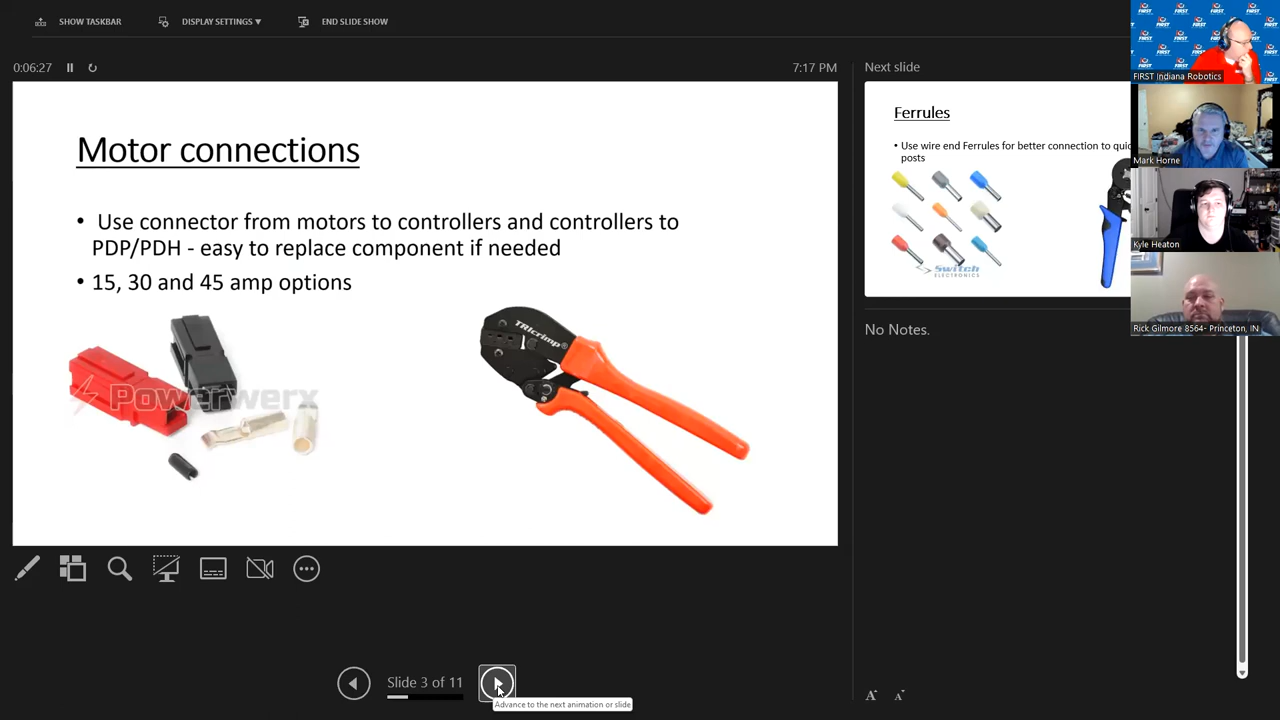 SHOW TASKBAR
DISPLAY SETTINGS ▼
END SLIDE SHOW
0:06:27
7:17 PM
Motor connections
• Use connector from motors to controllers and controllers to
PDP/PDH - easy to replace component if needed
• 15, 30 and 45 amp options
Powerwerx
TRIcrimp®
Next slide
Ferrules
• Use wire end Ferrules for better connection to quic
posts
Switch
ELECTRONICS
No Notes.
FIRST Indiana Robotics
Mark Horne
Kyle Heaton
Rick Gilmore 8564- Princeton, IN
Slide 3 of 11
Advance to the next animation or slide
A
A